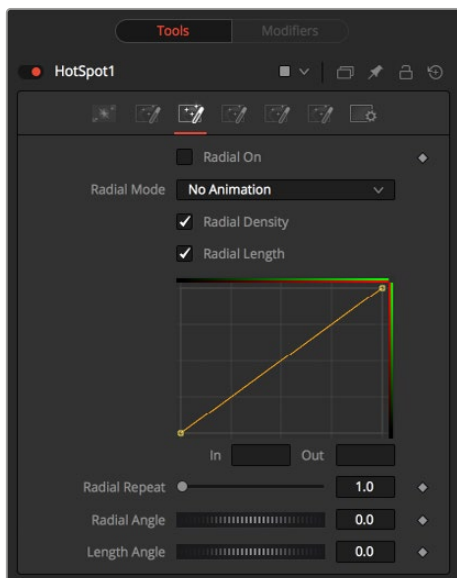 Tools Modifiers
HotSpot1
Radial On
Radial Mode No Animation
Radial Density
Radial Length
In Out
Radial Repeat 1.0
Radial Angle 0.0
Length Angle 0.0